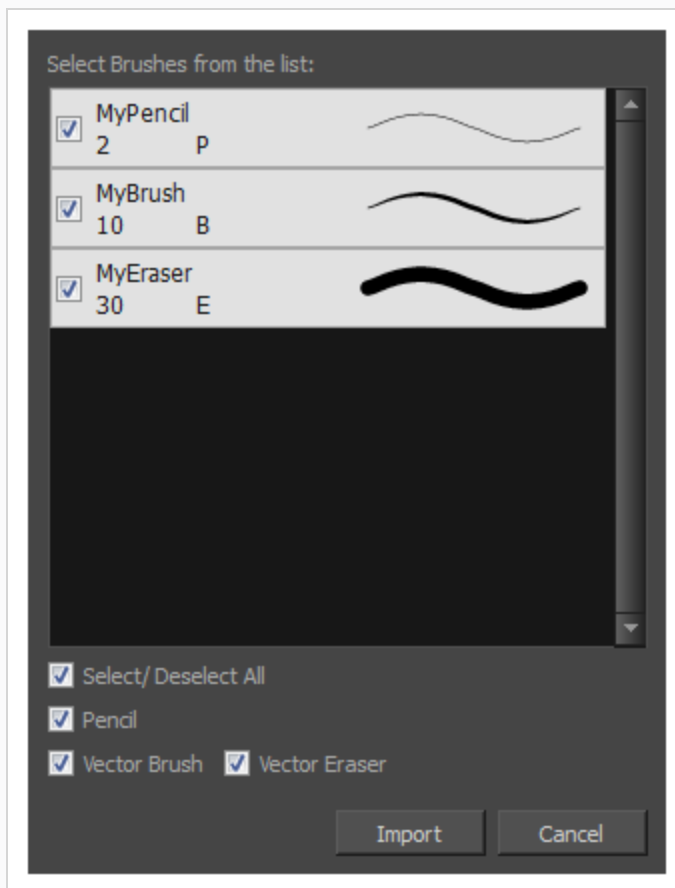 Select Brushes from the list:
MyPencil
2 P
MyBrush
10 B
MyEraser
30 E
Select/ Deselect All
Pencil
Vector Brush Vector Eraser
Import Cancel